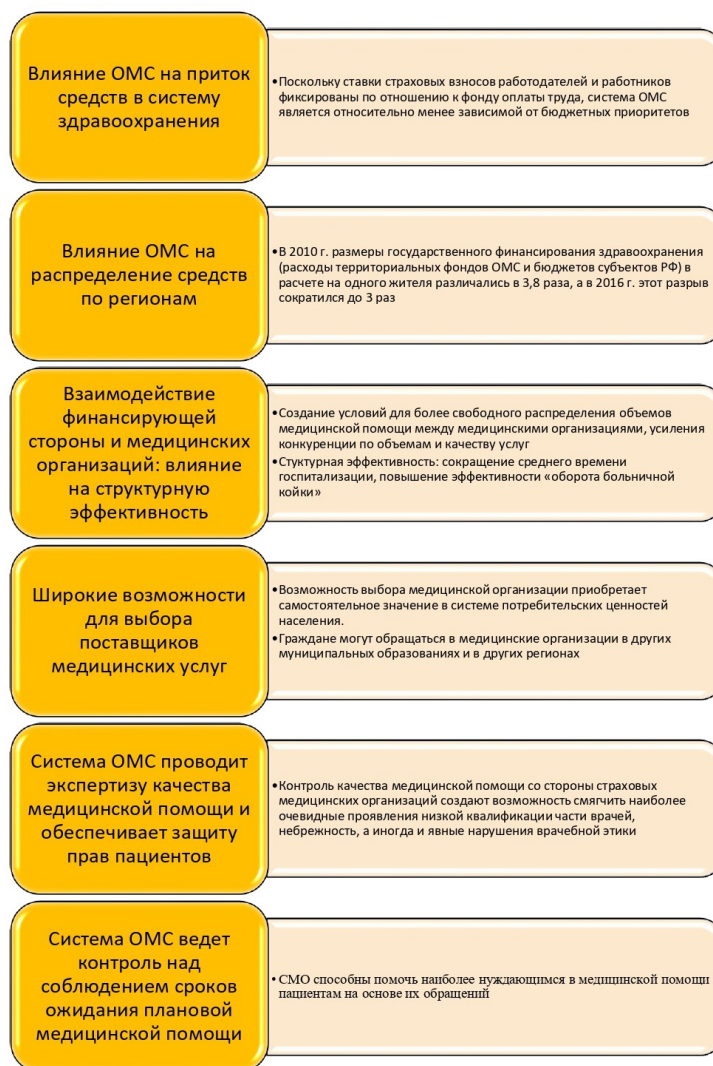 Влияние ОМС на приток
средств в систему
здравоохранения
•Поскольку ставки страховых взносов работодателей и работников
фиксированы по отношению к фонду оплаты труда, система ОМС
является относительно менее зависимой от бюджетных приоритетов
Влияние ОМС на
распределение средств
по регионам
•В 2010 г. размеры государственного финансирования здравоохранения
(расходы территориальных фондов ОМС и бюджетов субъектов РФ) в
расчете на одного жителя различались в 3,8 раза, а в 2016 г. этот разрыв
сократился до 3 раз
Взаимодействие
финансирующей
стороны и медицинских
организаций: влияние
на структурную
эффективность
•Создание условий для более свободного распределения объемов
медицинской помощи между медицинскими организациями, усиления
конкуренции по объемам и качеству услуг
•Стуктурная эффективность: сокращение среднего времени
госпитализации, повышение эффективности «оборота больничной
койки»
Широкие возможности
для выбора
поставщиков
медицинских услуг
•Возможность выбора медицинской организации приобретает
самостоятельное значение в системе потребительских ценностей
населения.
•Граждане могут обращаться в медицинские организации в других
муниципальных образованиях и в других регионах
Система ОМС проводит
экспертизу качества
медицинской помощи и
обеспечивает защиту
прав пациентов
•Контроль качества медицинской помощи со стороны страховых
медицинских организаций создают возможность смягчить наиболее
очевидные проявления низкой квалификации части врачей,
небрежность, а иногда и явные нарушения врачебной этики
Система ОМС ведет
контроль над
соблюдением сроков
ожидания плановой
медицинской помощи
• СМО способны помочь наиболее нуждающимся в медицинской помощи
пациентам на основе их обращений